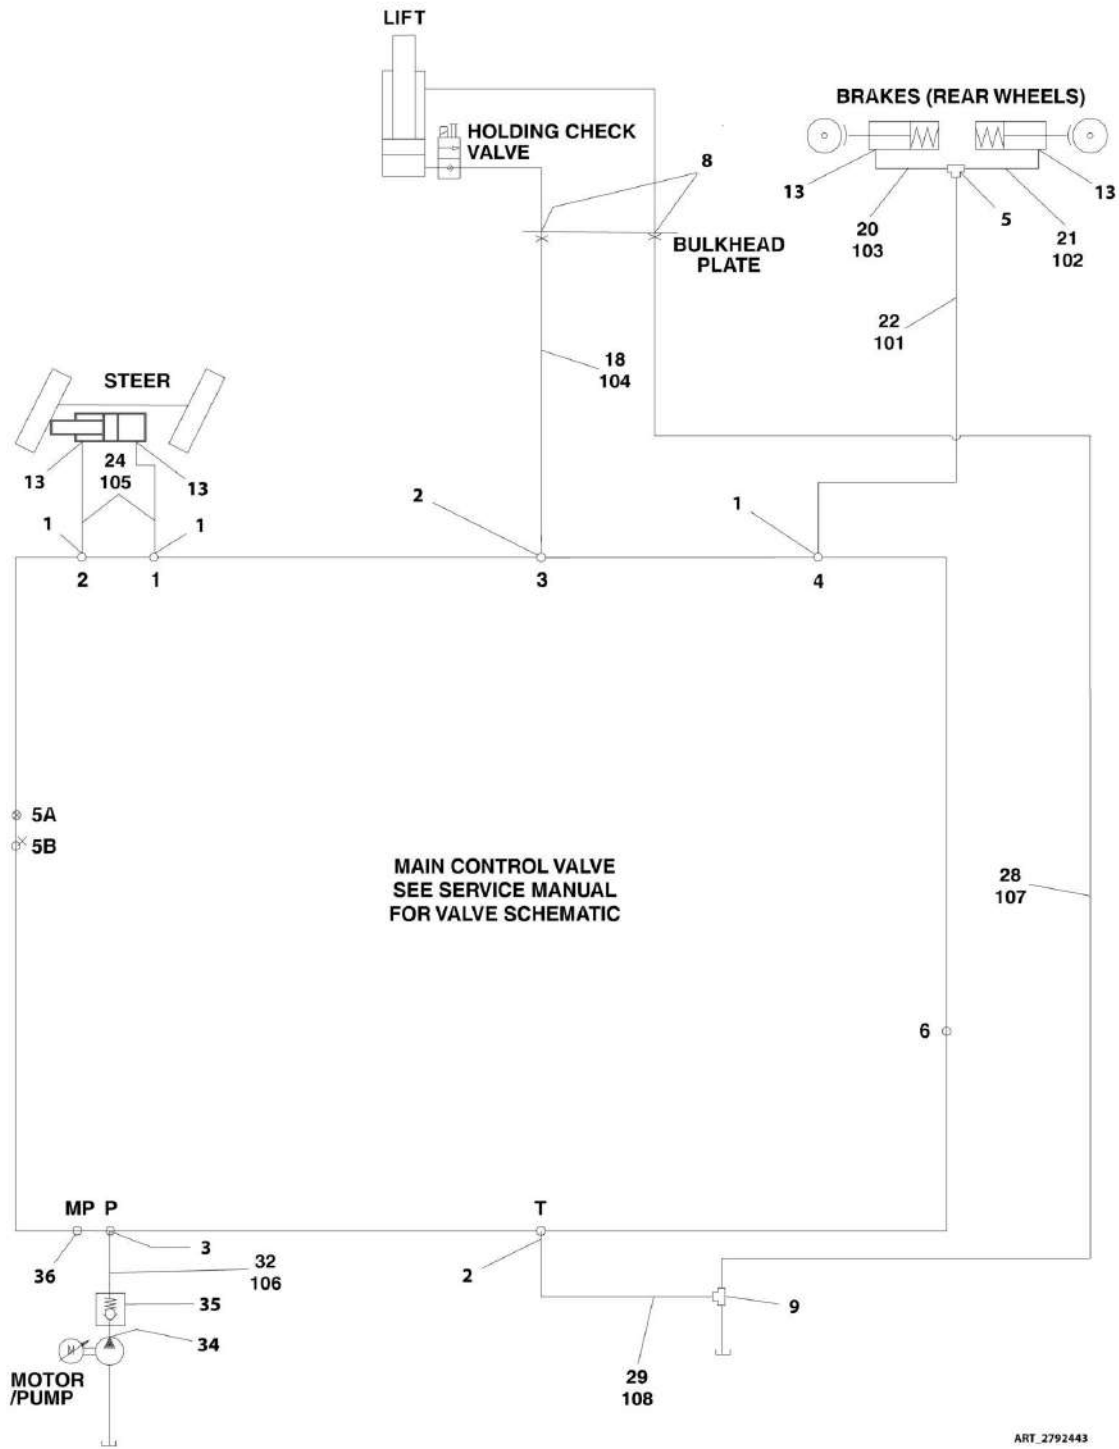 LIFT
BRAKES (REAR WHEELS)
HOLDING CHECK
VALVE
8
13
13
5
20
103
21
102
BULKHEAD
PLATE
22
101
18
104
STEER
24
105
13
13
2
1
1
1
2
1
3
4
5A
5B
MAIN CONTROL VALVE
SEE SERVICE MANUAL
FOR VALVE SCHEMATIC
28
107
6
MP P
T
3
36
32
106
2
35
9
34
M
MOTOR
/PUMP
29
108
ART_2792443